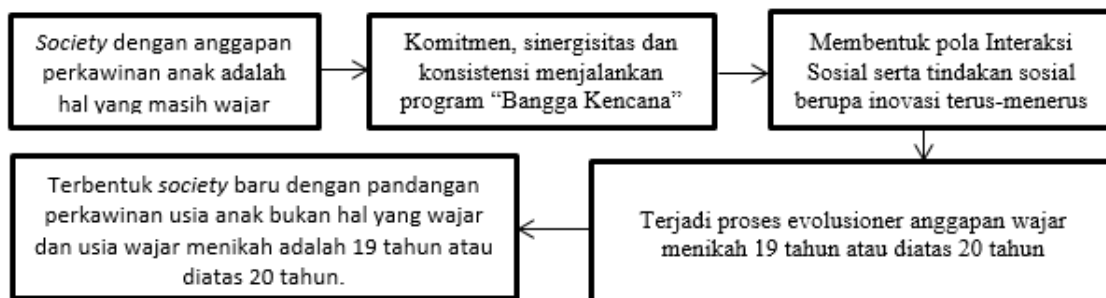 Society dengan anggapan
perkawinan anak adalah
hal yang masih wajar
Komitmen, sinergisitas dan
konsistensi menjalankan
program “Bangga Kencana”
Membentuk pola Interaksi
Sosial serta tindakan sosial
berupa inovasi terus-menerus
Terjadi proses evolusioner anggapan wajar
menikah 19 tahun atau diatas 20 tahun
Terbentuk society baru dengan pandangan
perkawinan usia anak bukan hal yang wajar
dan usia wajar menikah adalah 19 tahun atau
diatas 20 tahun.